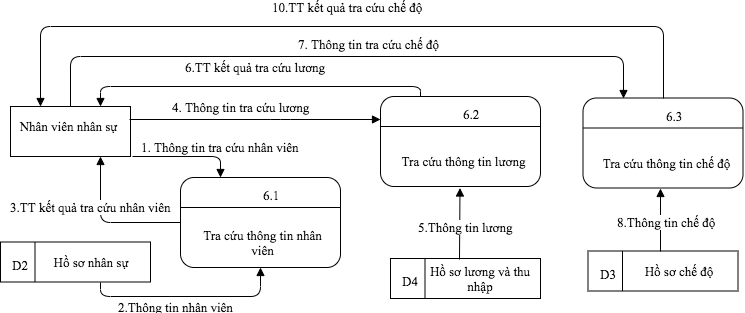 10.TT kết quả tra cứu chế độ
7. Thông tin tra cứu chế độ
6.TT kết quả tra cứu lương
4. Thông tin tra cứu lương
Nhân viên nhân sự
6.2
6.3
1. Thông tin tra cứu nhân viên
Tra cứu thông tin lương
Tra cứu thông tin chế độ
6.1
3.TT kết quả tra cứu nhân viên
Tra cứu thông tin nhân
viên
5.Thông tin lương
8.Thông tin chế độ
D2
Hồ sơ nhân sự
D4
Hồ sơ lương và thu
nhập
D3
Hồ sơ chế độ
2.Thông tin nhân viên